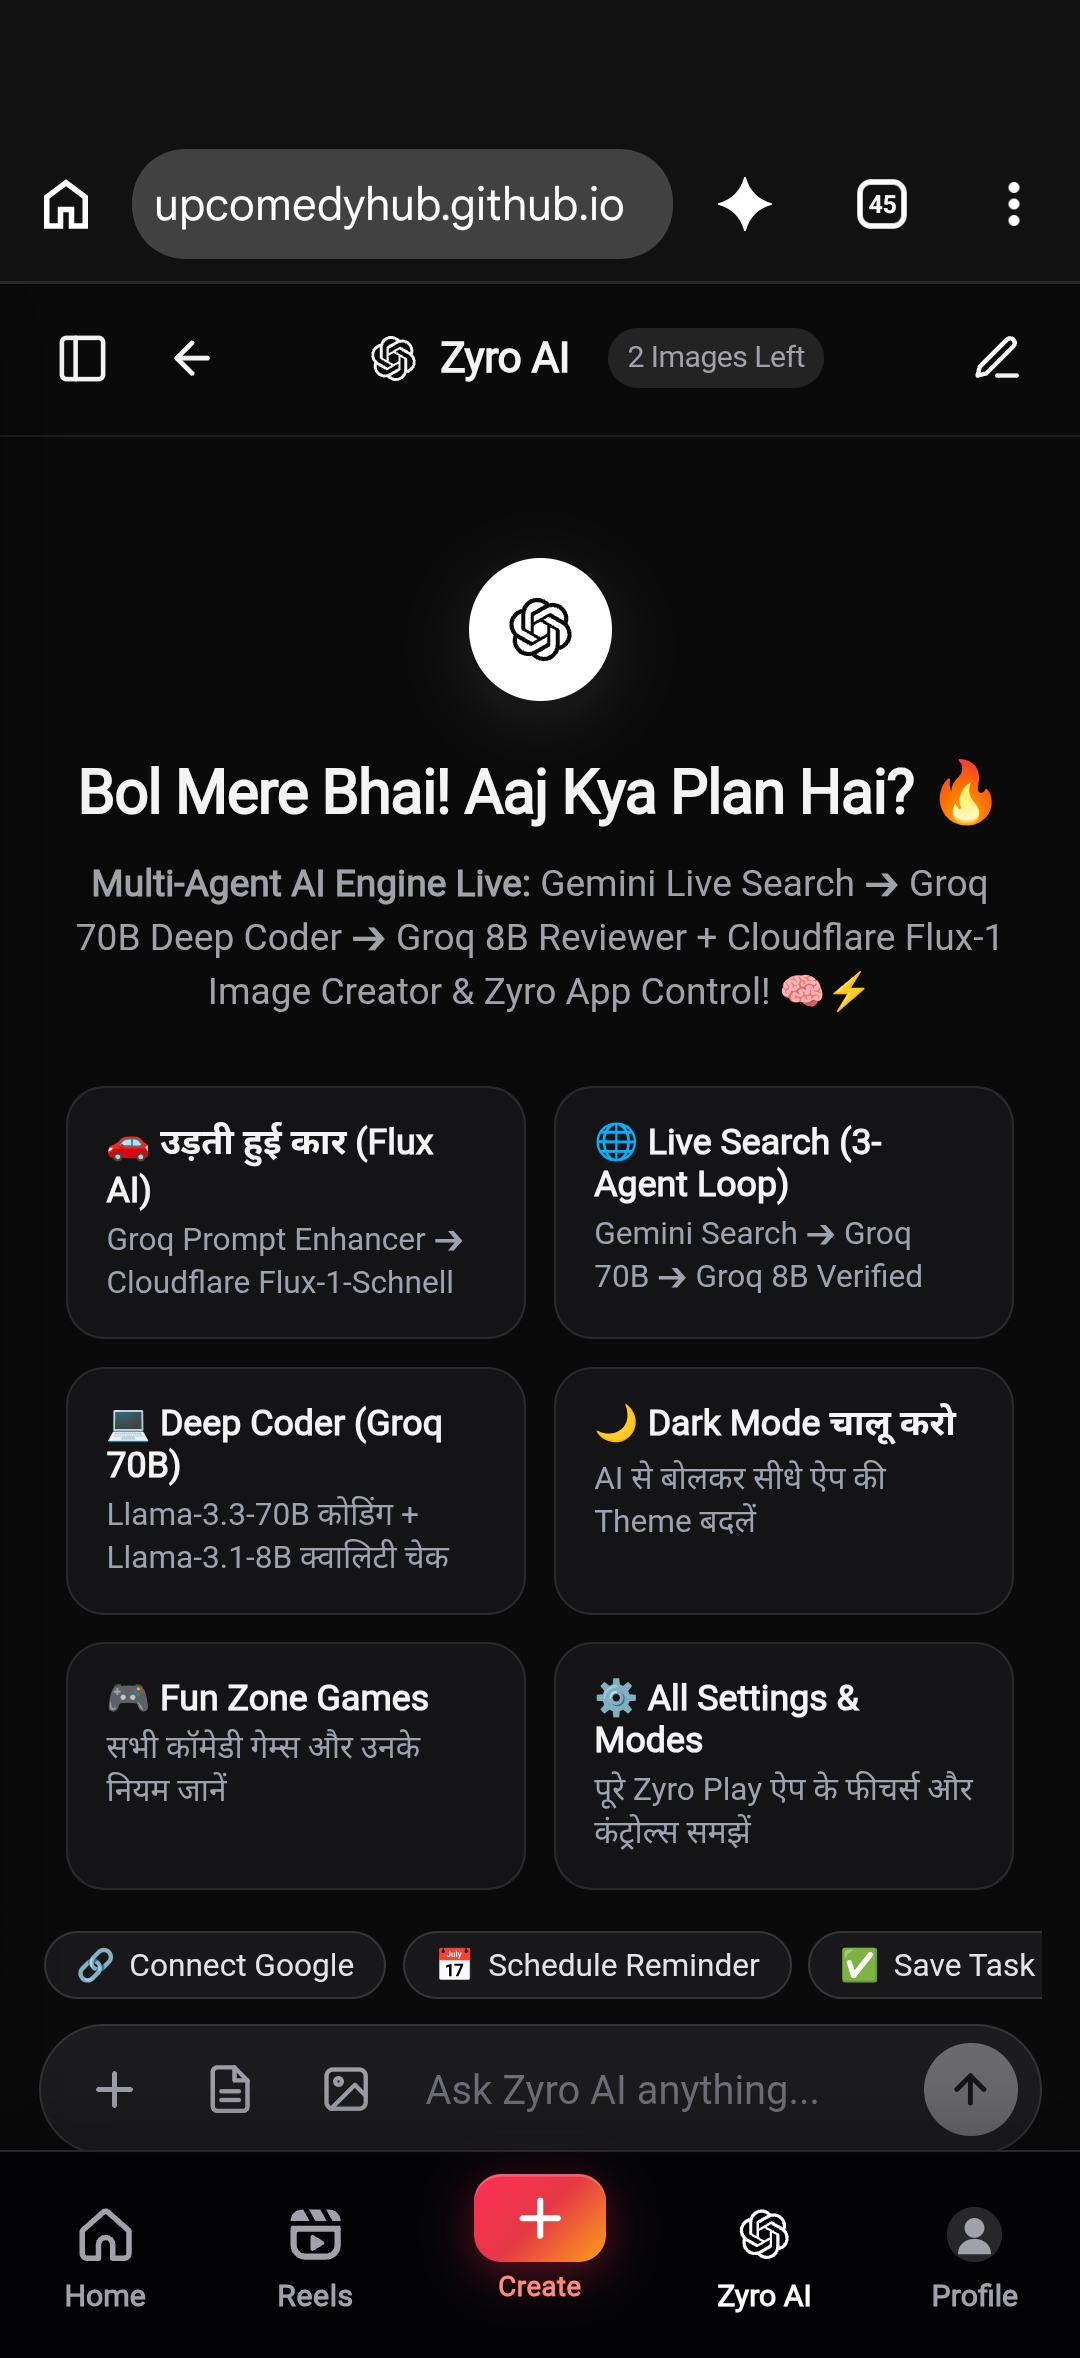 upcomedyhub.github.io
45
Zyro AI
2 Images Left
Bol Mere Bhai! Aaj Kya Plan Hai? 🔥
Multi-Agent AI Engine Live: Gemini Live Search ➔ Groq
70B Deep Coder ➔ Groq 8B Reviewer + Cloudflare Flux-1
Image Creator & Zyro App Control! 🧠⚡
🚗 उड़ती हुई कार (Flux
AI)
Groq Prompt Enhancer ➔
Cloudflare Flux-1-Schnell
🌐 Live Search (3-
Agent Loop)
Gemini Search ➔ Groq
70B ➔ Groq 8B Verified
💻 Deep Coder (Groq
70B)
Llama-3.3-70B कोडिंग +
Llama-3.1-8B क्वालिटी चेक
🌙 Dark Mode चालू करो
AI से बोलकर सीधे ऐप की
Theme बदलें
🎮 Fun Zone Games
सभी कॉमेडी गेम्स और उनके
नियम जानें
⚙️ All Settings &
Modes
पूरे Zyro Play ऐप के फीचर्स और
कंट्रोल्स समझें
🔗 Connect Google
📅 Schedule Reminder
✅ Save Task
Ask Zyro AI anything...
Home
Reels
Create
Zyro AI
Profile